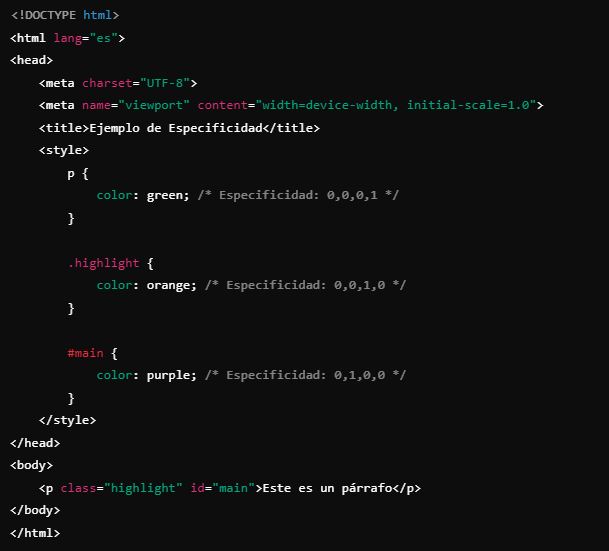 <!DOCTYPE html>
<html lang="es">
<head>
    <meta charset="UTF-8">
    <meta name="viewport" content="width=device-width, initial-scale=1.0">
    <title>Ejemplo de Especificidad</title>
    <style>
        p {
            color: green; /* Especificidad: 0,0,0,1 */
        }

        .highlight {
            color: orange; /* Especificidad: 0,0,1,0 */
        }

        #main {
            color: purple; /* Especificidad: 0,1,0,0 */
        }
    </style>
</head>
<body>
    <p class="highlight" id="main">Este es un párrafo</p>
</body>
</html>